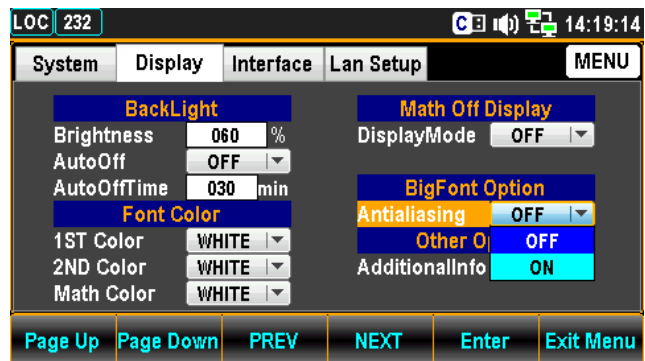 LOC 232 C 14:19:14
System Display Interface Lan Setup MENU
BackLight
Brightness 060 %
AutoOff OFF
AutoOffTime 030 min
Font Color
1ST Color WHITE
2ND Color WHITE
Math Color WHITE
Math Off Display
DisplayMode OFF
BigFont Option
Antialiasing OFF
Other O OFF
AdditionalInfo ON
Page Up Page Down PREV NEXT Enter Exit Menu